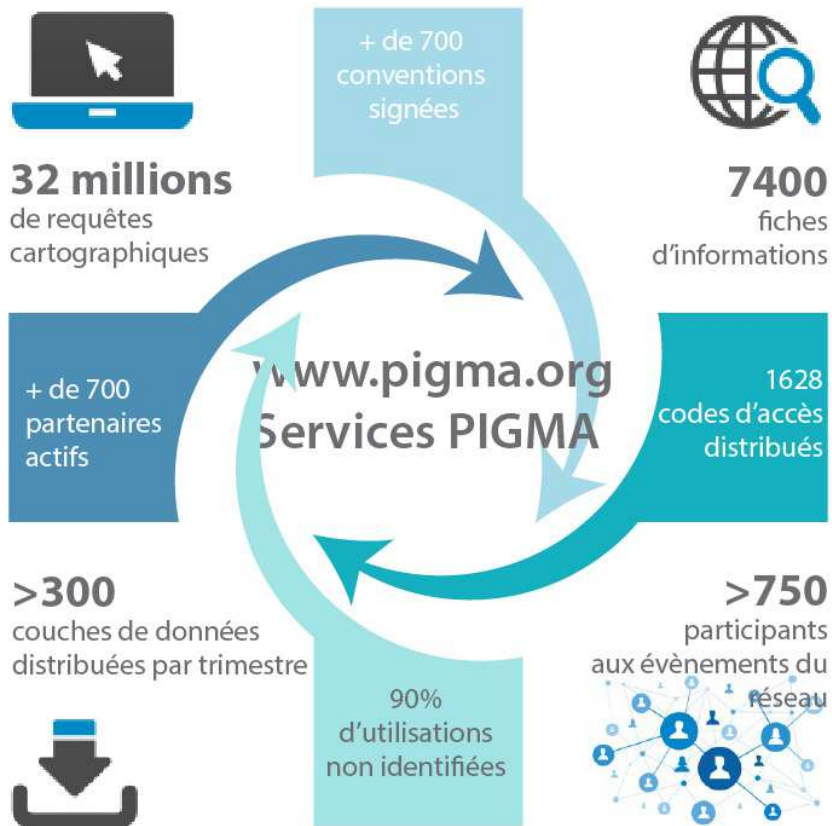 + de 700
conventions
signées
32 millions
de requêtes
cartographiques
7400
fiches
d'informations
+ de 700
partenaires
actifs
www.pigma.org
Services PIGMA
1628
codes d'accès
distribués
>300
couches de données
distribuées par trimestre
>750
participants
aux évènements du
réseau
90%
d'utilisations
non identifiées